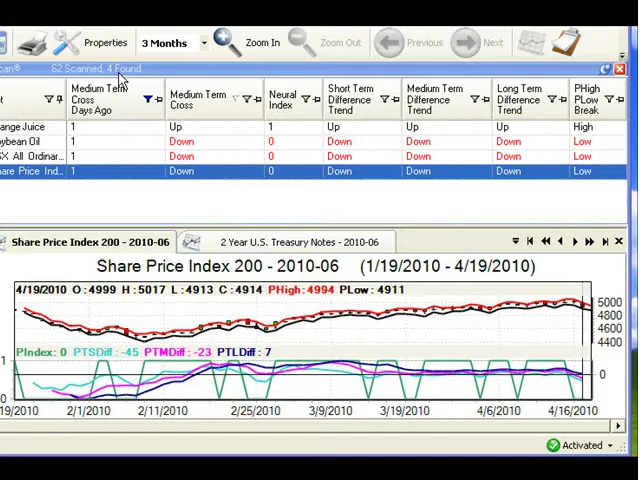 Properties 3 Months Zoom In Zoom Out Previous Next
can® 62 Scanned, 4 Found
Medium Term Cross Days Ago
Medium Term Cross
Neural Index
Short Term Difference Trend
Medium Term Difference Trend
Long Term Difference Trend
PHigh PLow Break
ange Juice 1 Up 1 Up Up Up High
oybean Oil 1 Down 0 Down Down Down Low
SX All Ordinar... 1 Down 0 Down Down Down Low
hare Price Ind... 1 Down 0 Down Down Down Low
Share Price Index 200 - 2010-06 2 Year U.S. Treasury Notes - 2010-06
Share Price Index 200 - 2010-06 (1/19/2010 - 4/19/2010)
4/19/2010 O : 4999 H : 5017 L : 4913 C : 4914 PHigh : 4994 PLow : 4911
5000
4800
4600
4400
PIndex: 0 PTSDiff: -45 PTMDiff: -23 PTLDiff: 7
1
0
0
19/2010 2/1/2010 2/11/2010 2/25/2010 3/9/2010 3/19/2010 4/6/2010 4/16/2010
Activated